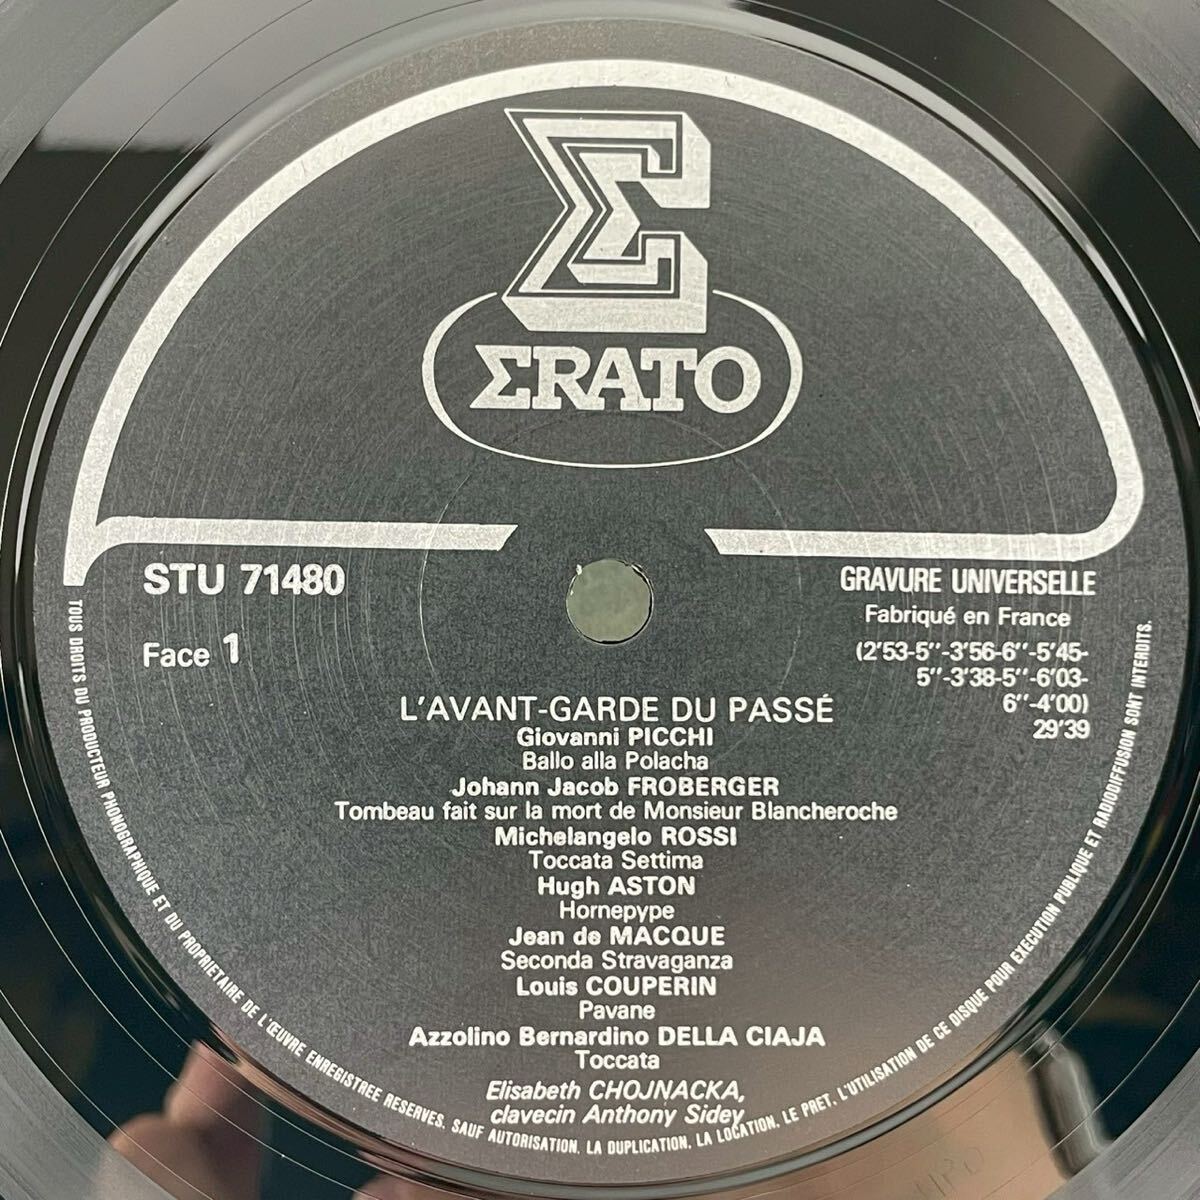 Σ
ΣRATO
STU 71480
Face 1
GRAVURE UNIVERSELLE
Fabriqué en France
(2'53-5"-3'56-6"-5'45-
5"-3'38-5"-6'03-
6"-4'00)
29'39
L'AVANT-GARDE DU PASSÉ
Giovanni PICCHI
Ballo alla Polacha
Johann Jacob FROBERGER
Tombeau fait sur la mort de Monsieur Blancheroche
Michelangelo ROSSI
Toccata Settima
Hugh ASTON
Hornepype
Jean de MACQUE
Seconda Stravaganza
Louis COUPERIN
Pavane
Azzolino Bernardino DELLA CIAJA
Toccata
Elisabeth CHOJNACKA,
clavecin Anthony Sidey
TOUS DROITS DU PRODUCTEUR PHONOGRAPHIQUE ET DU PROPRIETAIRE DE L'ŒUVRE ENREGISTREE RESERVES. SAUF AUTORISATION. LA DUPLICATION. LA LOCATION. LE PRET. L'UTILISATION DE CE DISQUE POUR EXECUTION PUBLIQUE ET RADIODIFFUSION SONT INTERDITS.